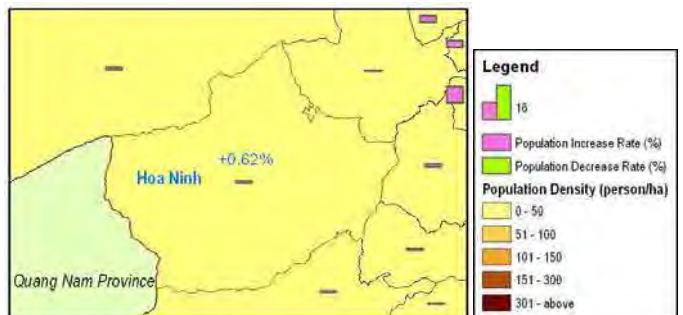 +0.62%
Hoa Ninh
Quang Nam Province
Legend
16
Population Increase Rate (%)
Population Decrease Rate (%)
Population Density (person/ha)
0 - 50
51 - 100
101 - 150
151 - 300
301 - above